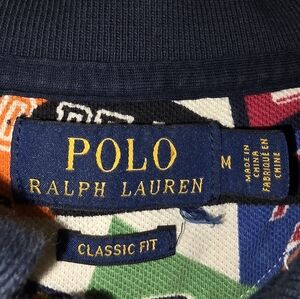 POLO
RALPH LAUREN
M
MADE IN
CHINA
FABRIQUÉ EN
CHINE
CLASSIC FIT